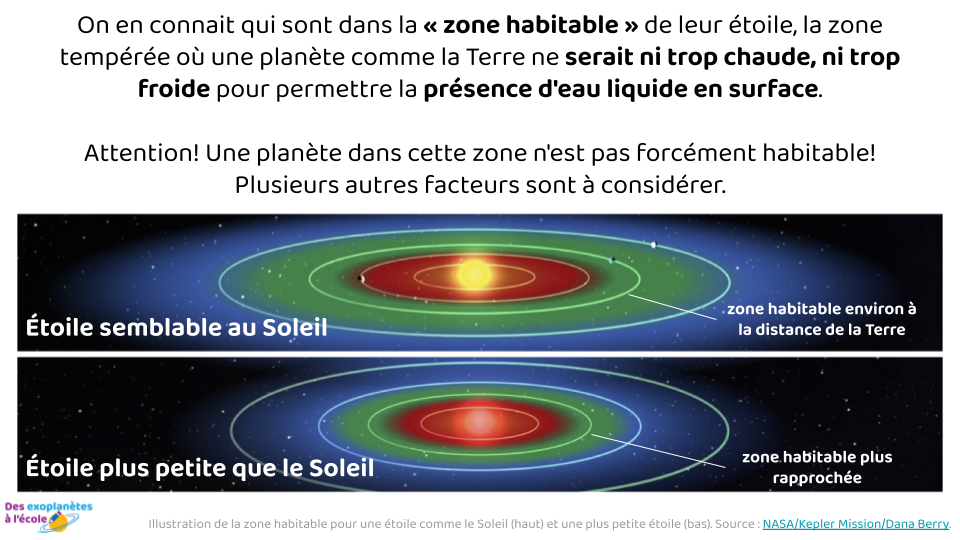 On en connait qui sont dans la « zone habitable » de leur étoile, la zone
tempérée où une planète comme la Terre ne serait ni trop chaude, ni trop
froide pour permettre la présence d'eau liquide en surface.
Attention! Une planète dans cette zone n'est pas forcément habitable!
Plusieurs autres facteurs sont à considérer.
zone habitable environ à
la distance de la Terre
Étoile semblable au Soleil
zone habitable plus
rapprochée
Étoile plus petite que le Soleil
Des exoplanètes
à l'école
Illustration de la zone habitable pour une étoile comme le Soleil (haut) et une plus petite étoile (bas). Source : NASA/Kepler Mission/Dana Berry.